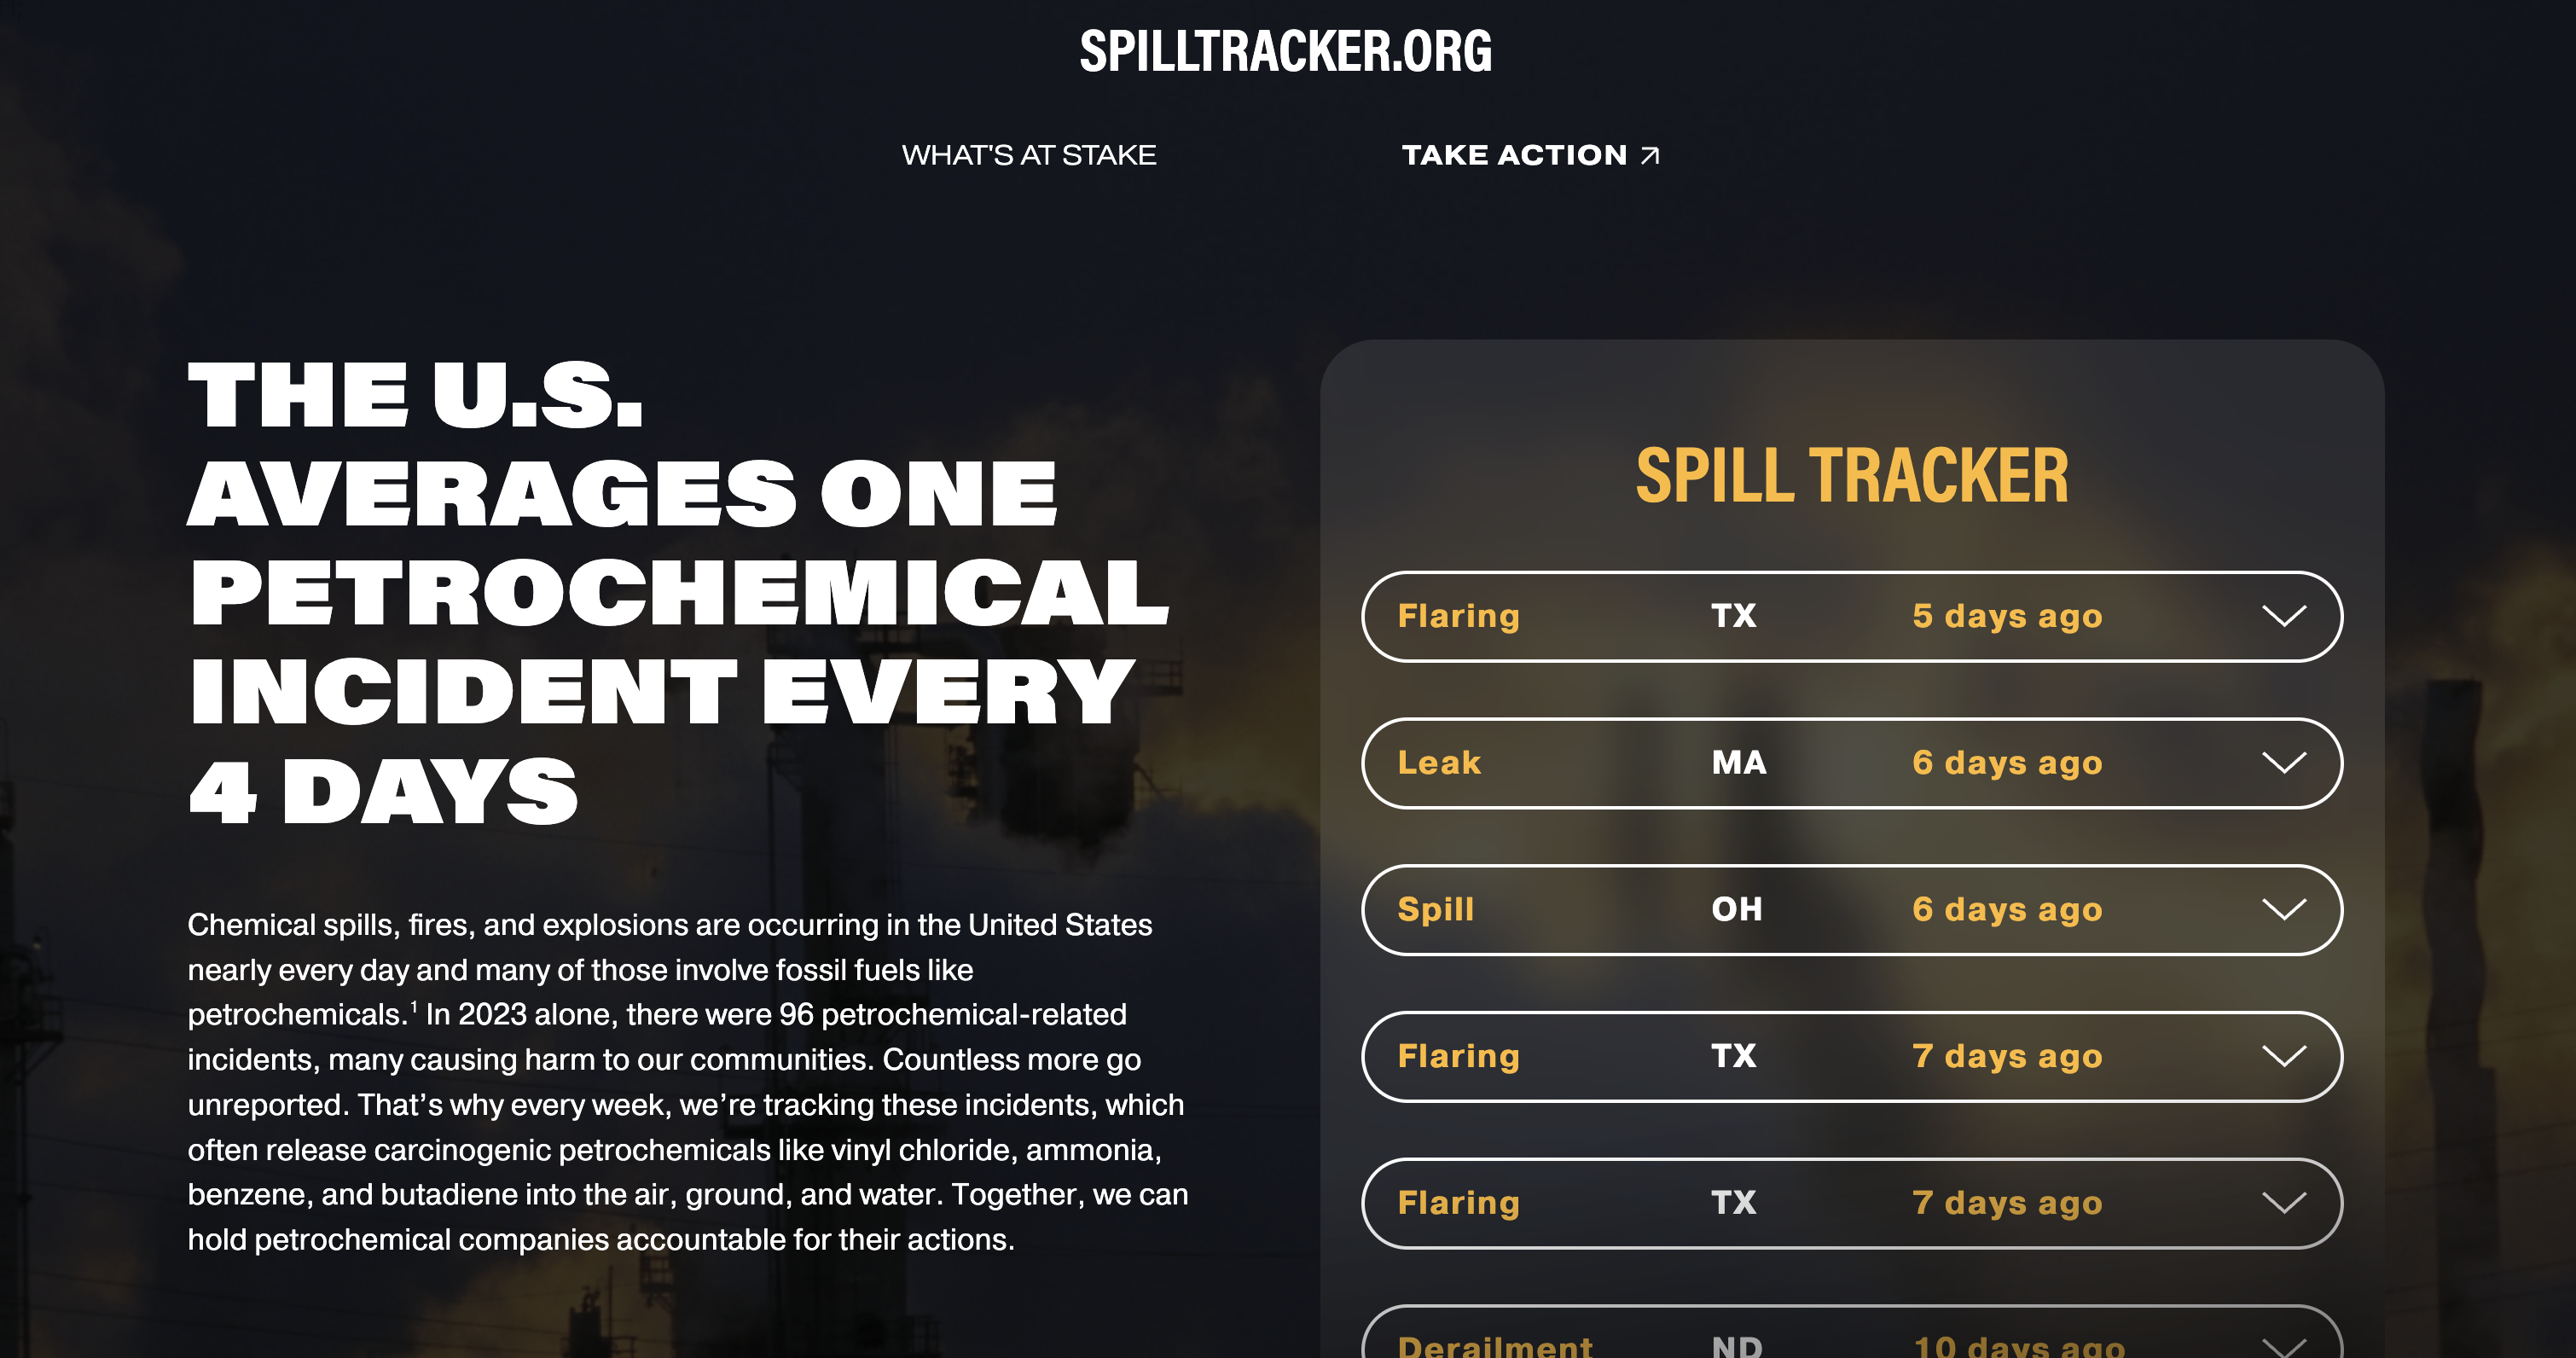 SPILLTRACKER.ORG
WHAT'S AT STAKE
TAKE ACTION
THE U.S.
AVERAGES ONE
PETROCHEMICAL
INCIDENT EVERY
4 DAYS
Chemical spills, fires, and explosions are occurring in the United States
nearly every day and many of those involve fossil fuels like
petrochemicals.¹ In 2023 alone, there were 96 petrochemical-related
incidents, many causing harm to our communities. Countless more go
unreported. That’s why every week, we’re tracking these incidents, which
often release carcinogenic petrochemicals like vinyl chloride, ammonia,
benzene, and butadiene into the air, ground, and water. Together, we can
hold petrochemical companies accountable for their actions.
SPILL TRACKER
Flaring TX 5 days ago
Leak MA 6 days ago
Spill OH 6 days ago
Flaring TX 7 days ago
Flaring TX 7 days ago
Derailment ND 10 days ago